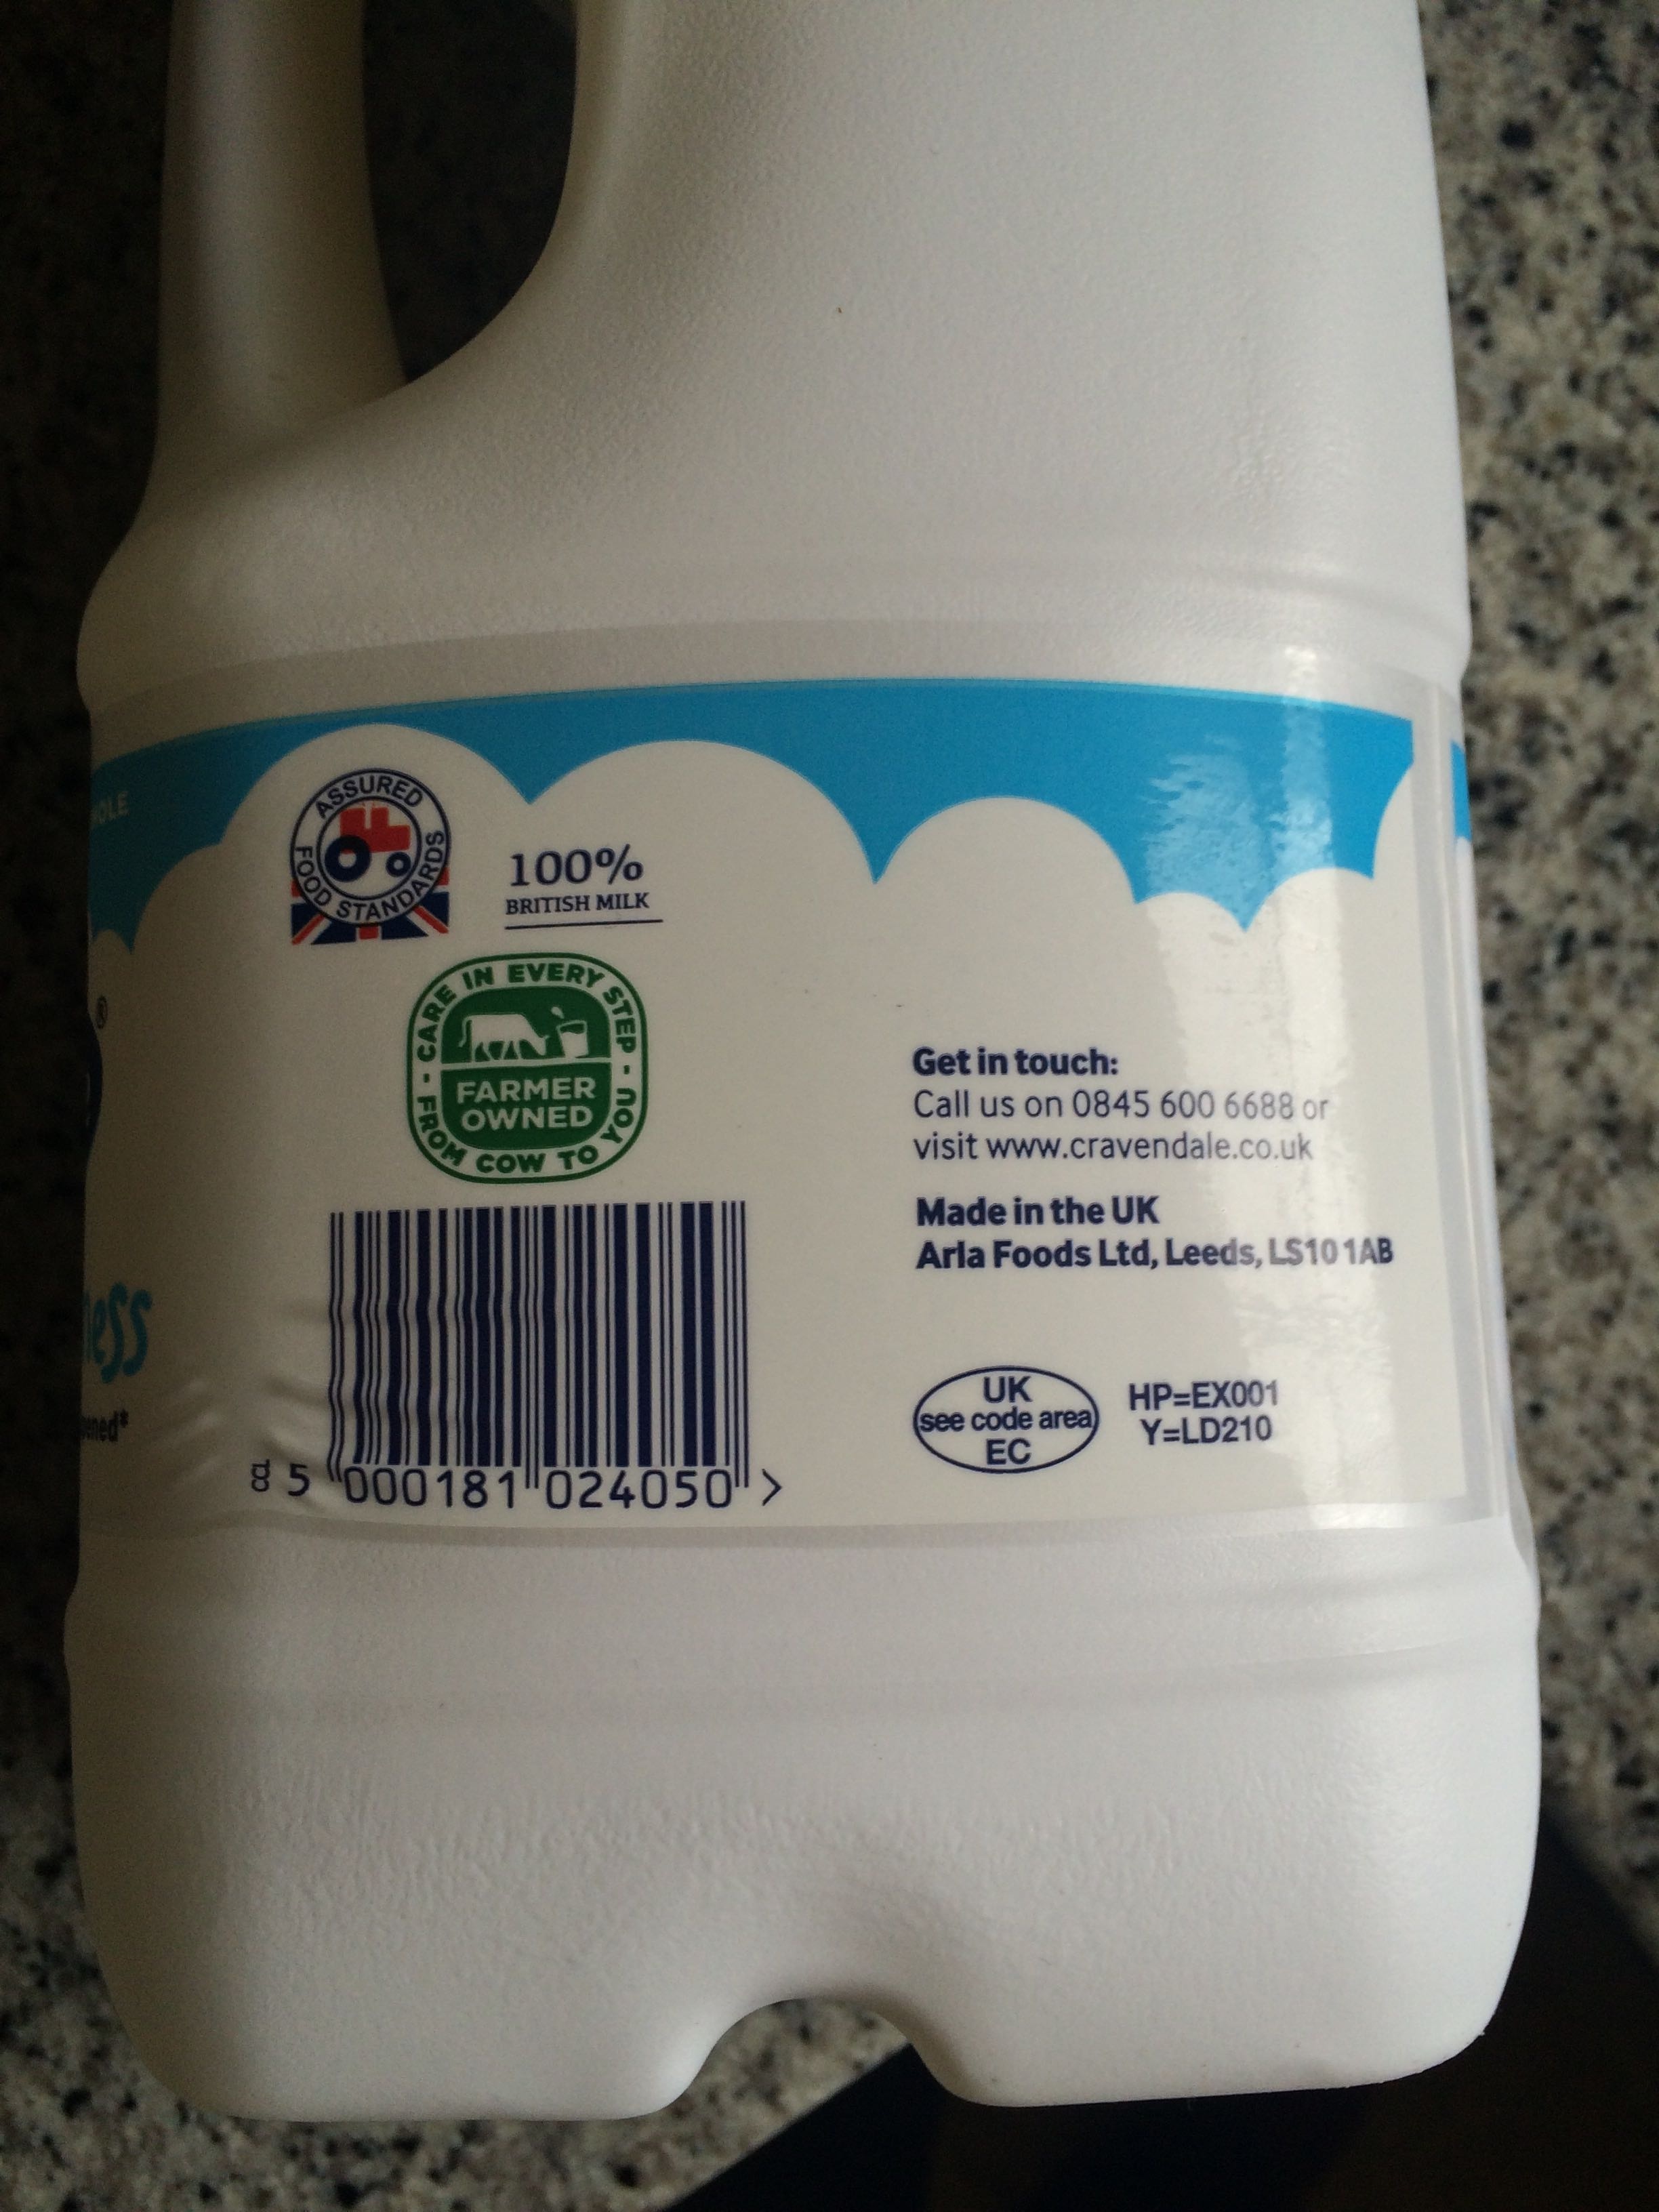 ASSURED
FOOD STANDARDS
100%
BRITISH MILK
®
CARE IN EVERY STEP
FARMER
OWNED
FROM COW TO YOU
Get in touch:
Call us on 0845 600 6688 or
visit www.cravendale.co.uk
Made in the UK
Arla Foods Ltd, Leeds, LS10 1AB
UK
see code area
EC
HP=EX001
Y=LD210
CCL 5 000181 024050 >